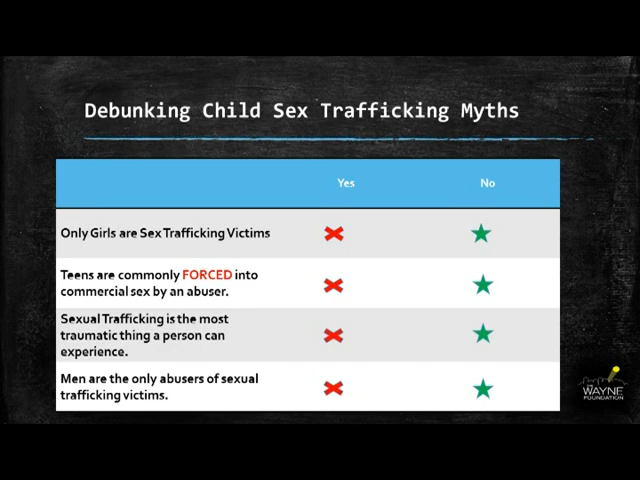 Debunking Child Sex Trafficking Myths
Yes No
Only Girls are Sex Trafficking Victims
Teens are commonly FORCED into
commercial sex by an abuser.
Sexual Trafficking is the most
traumatic thing a person can
experience.
Men are the only abusers of sexual
trafficking victims.
WAYNE
FOUNDATION